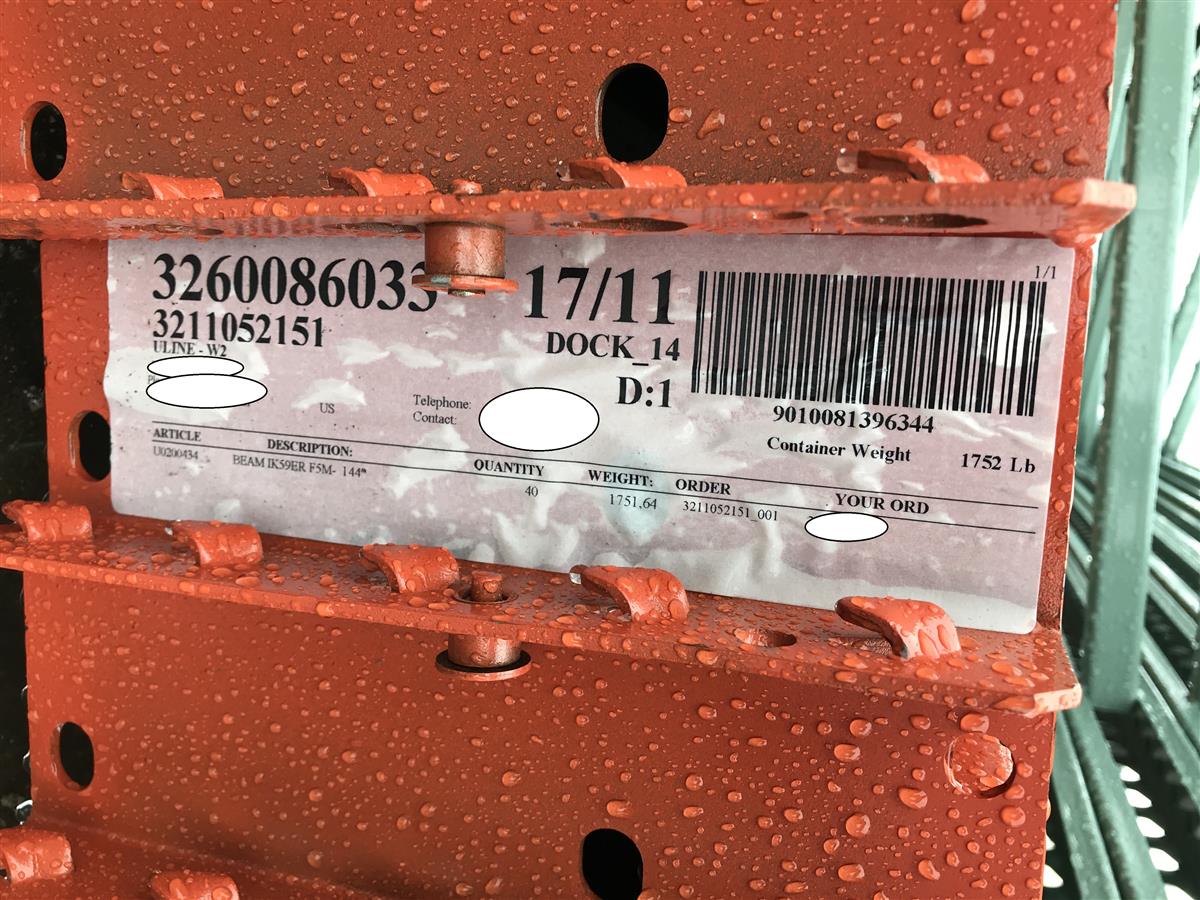 3260086033
3211052151
ULINE - W2
US
17/11
DOCK_14
D:1
Telephone:
Contact:
1/1
9010081396344
Container Weight 1752 Lb
ARTICLE DESCRIPTION: QUANTITY WEIGHT: ORDER YOUR ORD
U0200434 BEAM IK59ER F5M- 144" 40 1751,64 3211052151_001